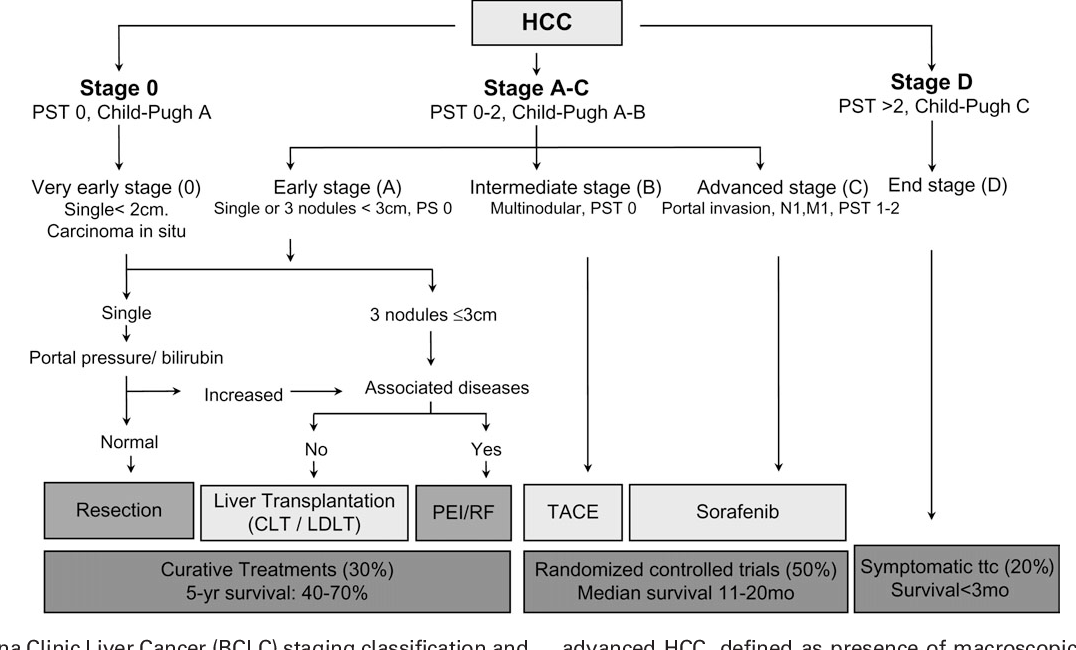 HCC
Stage 0
PST 0, Child-Pugh A
Stage A-C
PST 0-2, Child-Pugh A-B
Stage D
PST >2, Child-Pugh C
Very early stage (0)
Single< 2cm.
Carcinoma in situ
Early stage (A)
Single or 3 nodules < 3cm, PS 0
Intermediate stage (B)
Multinodular, PST 0
Advanced stage (C)
Portal invasion, N1,M1, PST 1-2
End stage (D)
Single
3 nodules ≤3cm
Portal pressure/ bilirubin
Increased
Associated diseases
Normal
No
Yes
Resection
Liver Transplantation
(CLT / LDLT)
PEI/RF
TACE
Sorafenib
Curative Treatments (30%)
5-yr survival: 40-70%
Randomized controlled trials (50%)
Median survival 11-20mo
Symptomatic ttc (20%)
Survival<3mo
na Clinic Liver Cancer (BCLC) staging classification and
advanced HCC, defined as presence of macroscopic